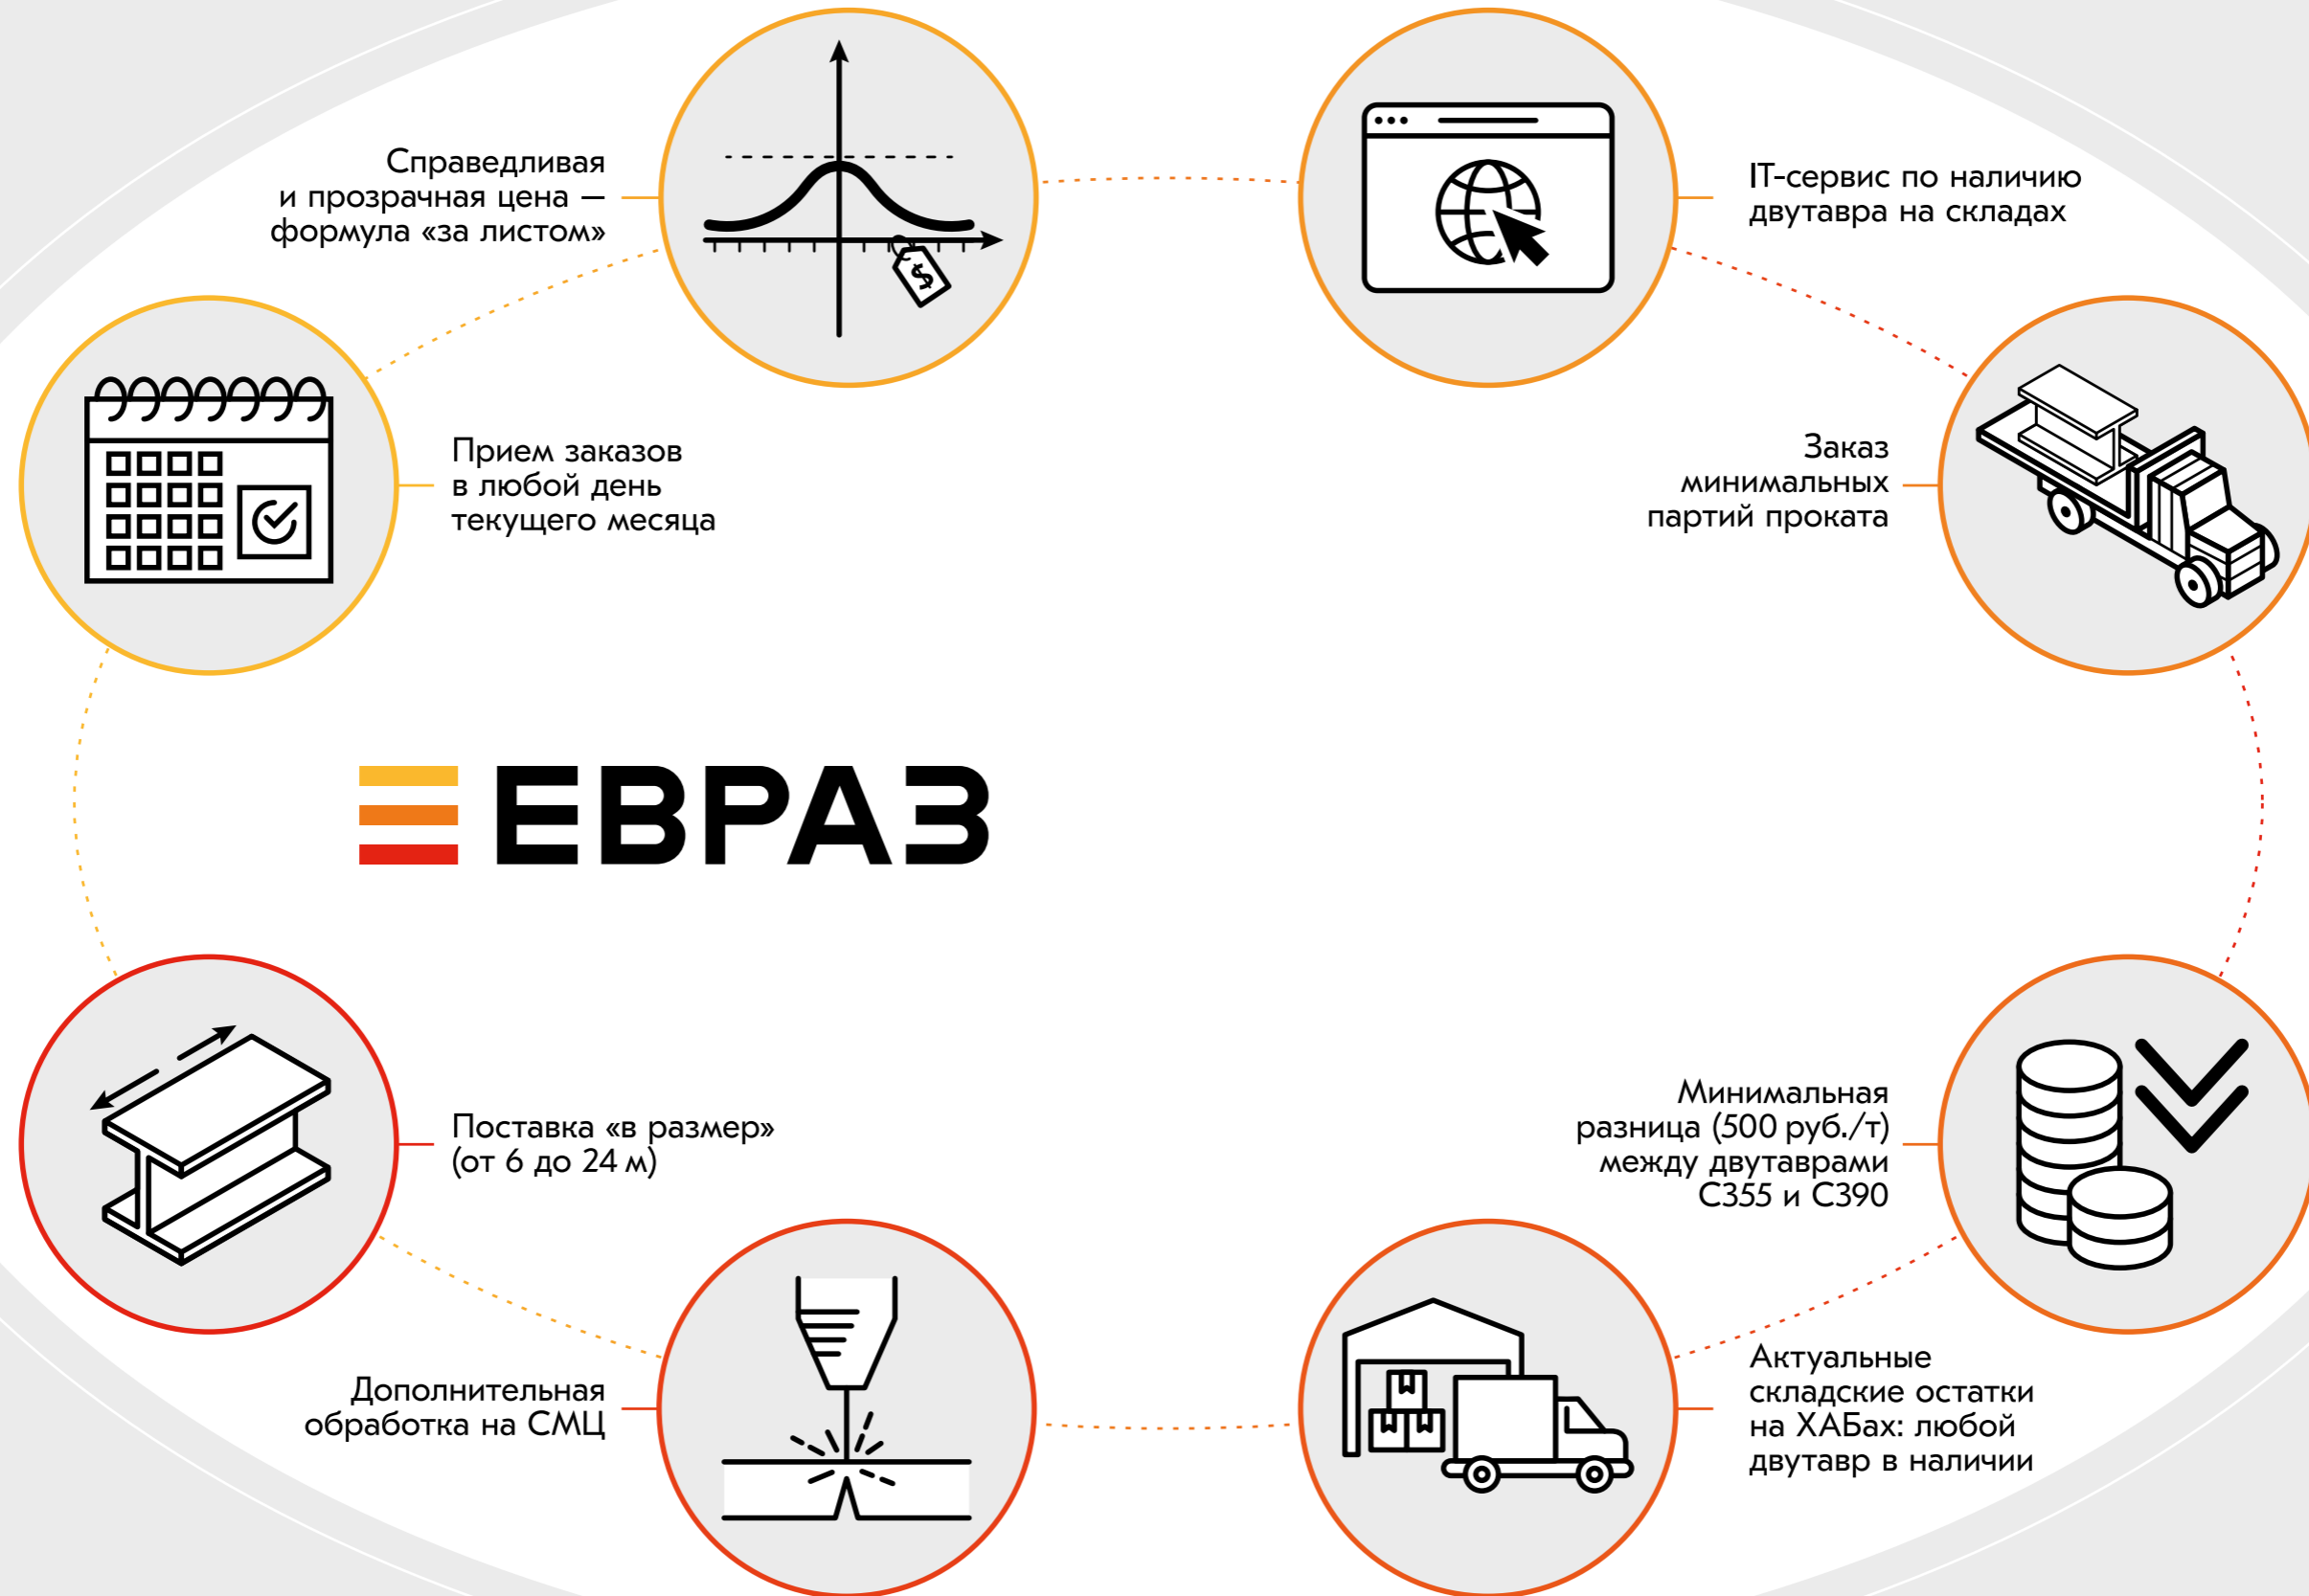 Справедливая
и прозрачная цена —
формула «за листом»
IT-сервис по наличию
двутавра на складах
Прием заказов
в любой день
текущего месяца
Заказ
минимальных
партий проката
ЕВРАЗ
Поставка «в размер»
(от 6 до 24 м)
Минимальная
разница (500 руб./т)
между двутаврами
С355 и С390
Дополнительная
обработка на СМЦ
Актуальные
складские остатки
на ХАБах: любой
двутавр в наличии